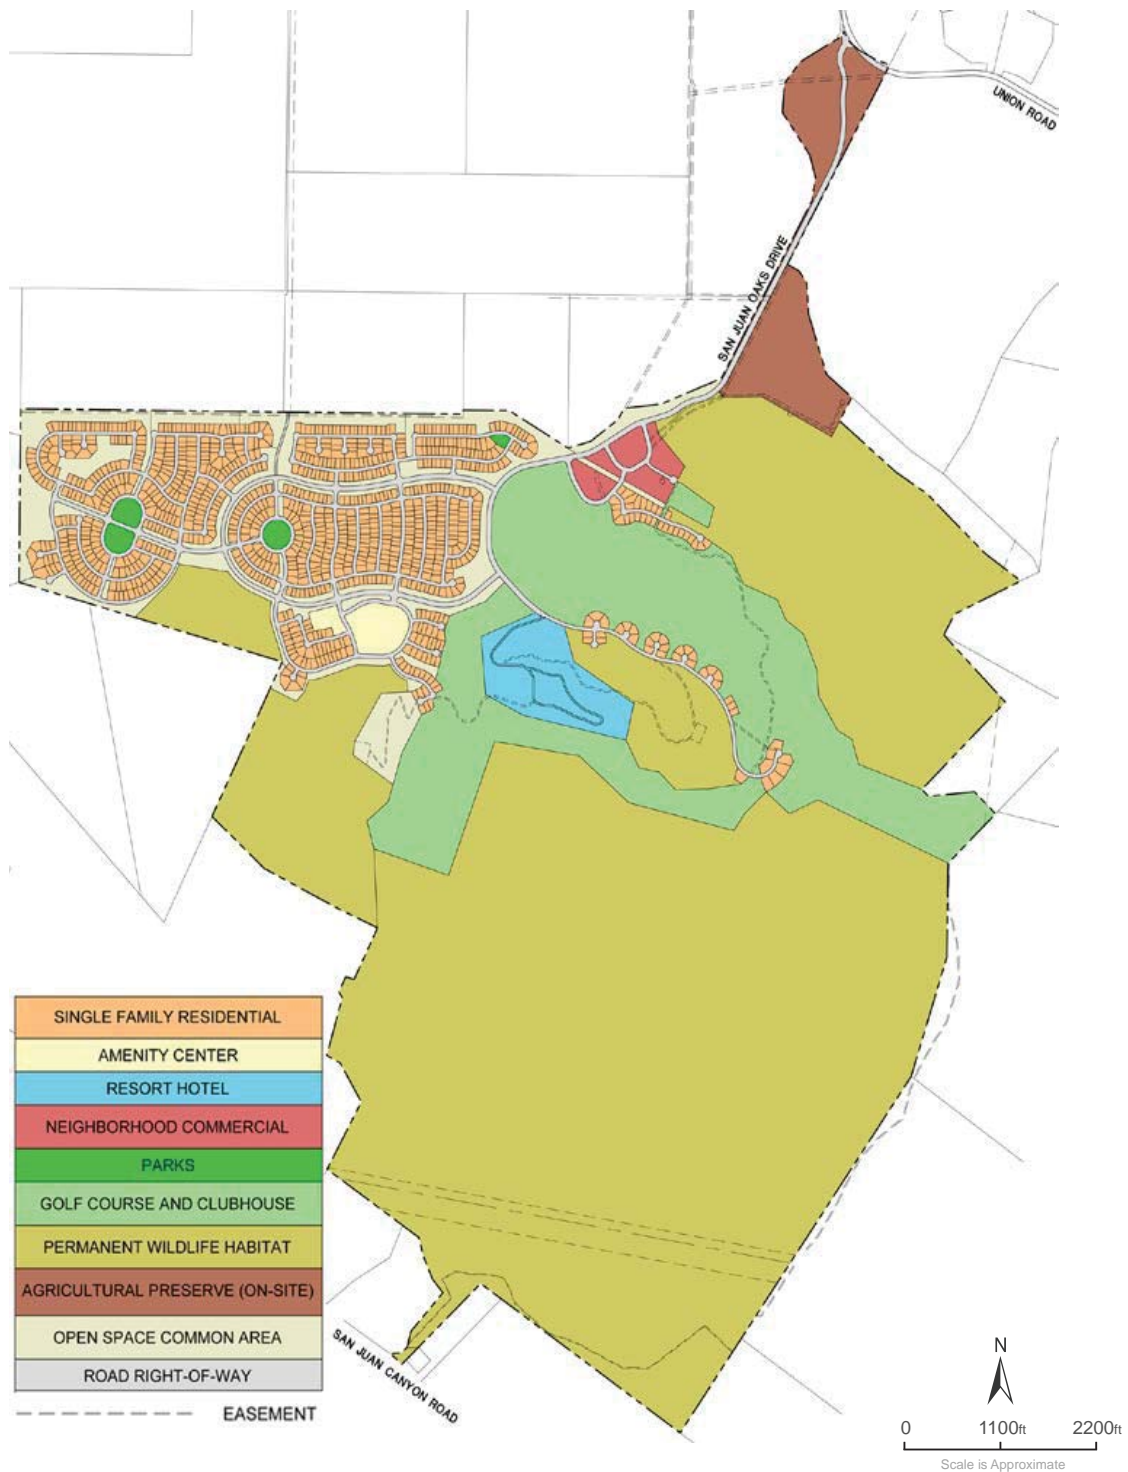 UNION ROAD
SAN JUAN OAKS DRIVE
SINGLE FAMILY RESIDENTIAL
AMENITY CENTER
RESORT HOTEL
NEIGHBORHOOD COMMERCIAL
PARKS
GOLF COURSE AND CLUBHOUSE
PERMANENT WILDLIFE HABITAT
AGRICULTURAL PRESERVE (ON-SITE)
OPEN SPACE COMMON AREA
ROAD RIGHT-OF-WAY
EASEMENT
SAN JUAN CANYON ROAD
N
0 1100ft 2200ft
Scale is Approximate